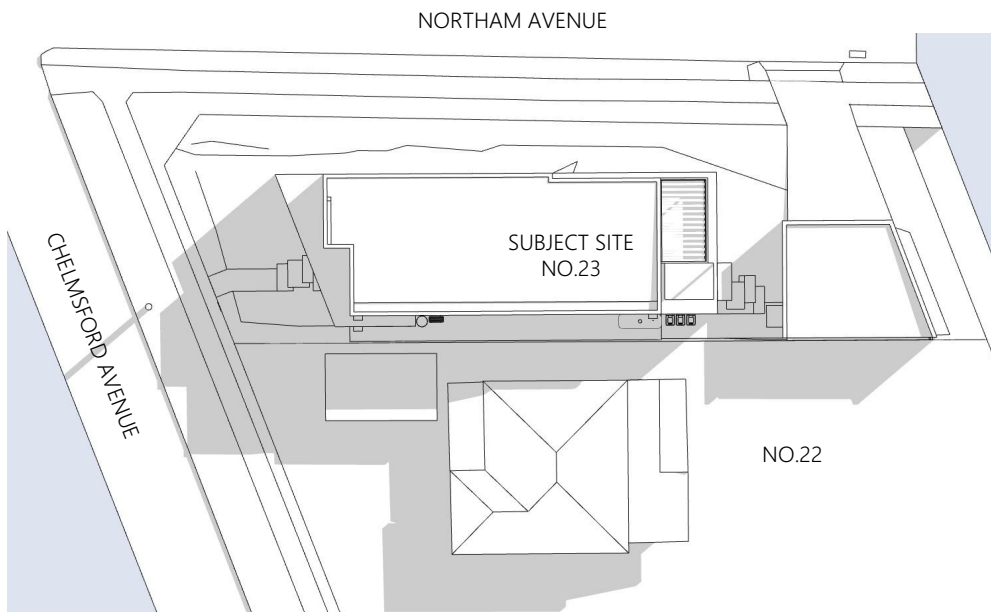 NORTHAM AVENUE
SUBJECT SITE
NO.23
CHELMSFORD AVENUE
NO.22